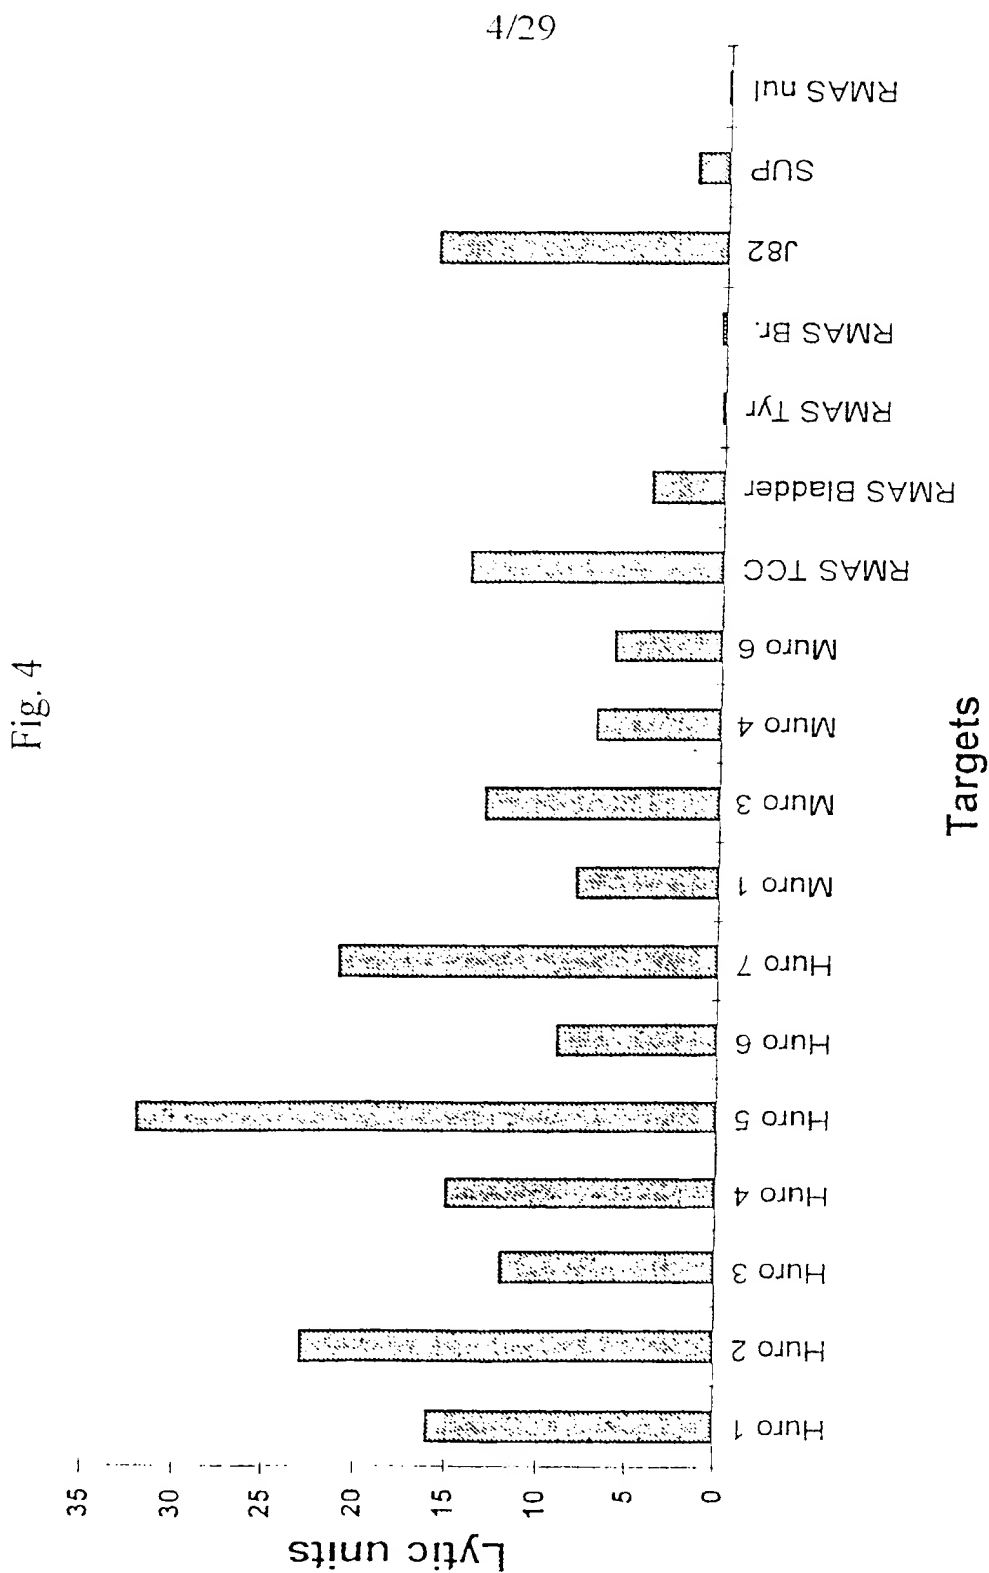 4/29
Fig. 4
Lytic units
35
30
25
20
15
10
5
0
Huro 1
Huro 2
Huro 3
Huro 4
Huro 5
Huro 6
Huro 7
Muro 1
Muro 3
Muro 4
Muro 6
RMAS TCC
RMAS Bladder
RMAS Tyr
RMAS Br.
J82
SUP
RMAS nul
Targets